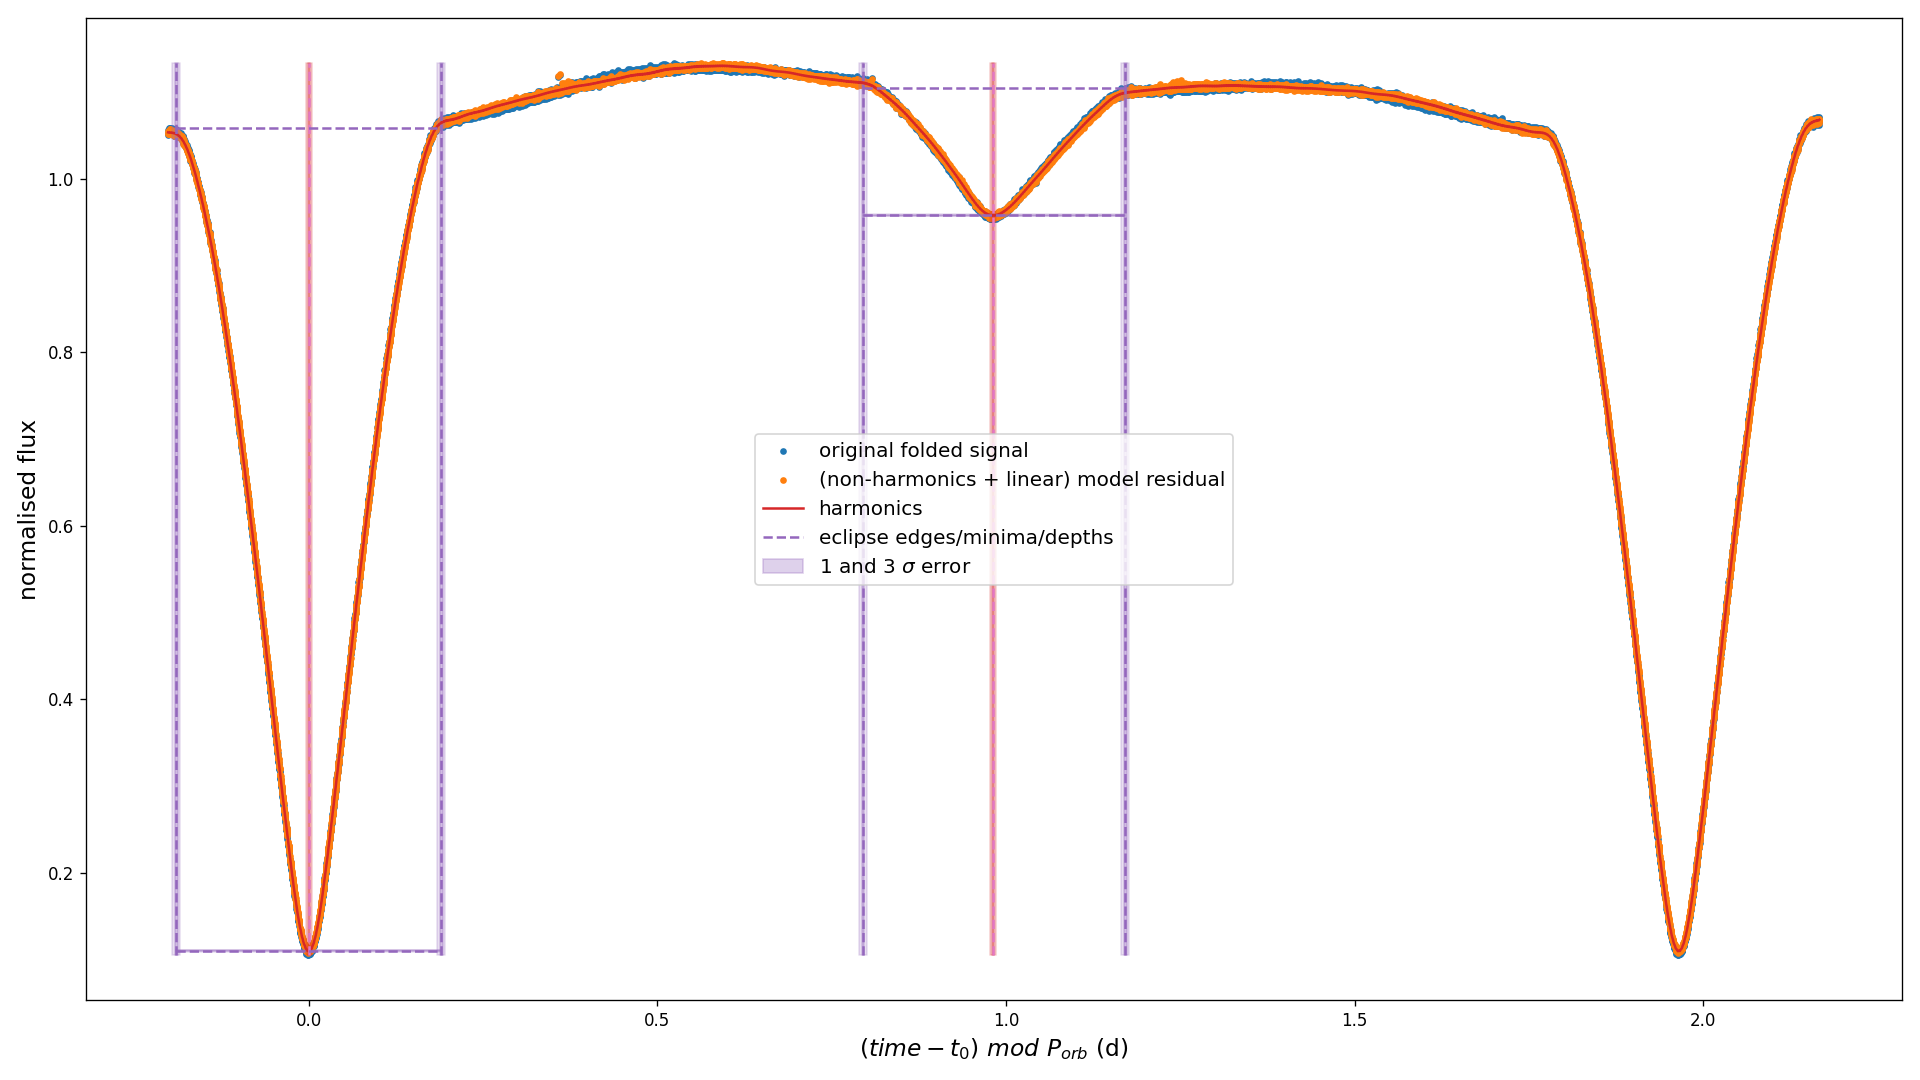 normalised flux
1.0
0.8
0.6
0.4
0.2
original folded signal
(non-harmonics + linear) model residual
harmonics
eclipse edges/minima/depths
1 and 3 σ error
0.0 0.5 1.0 1.5 2.0
(time − t₀) mod Pₒᵣᵦ (d)